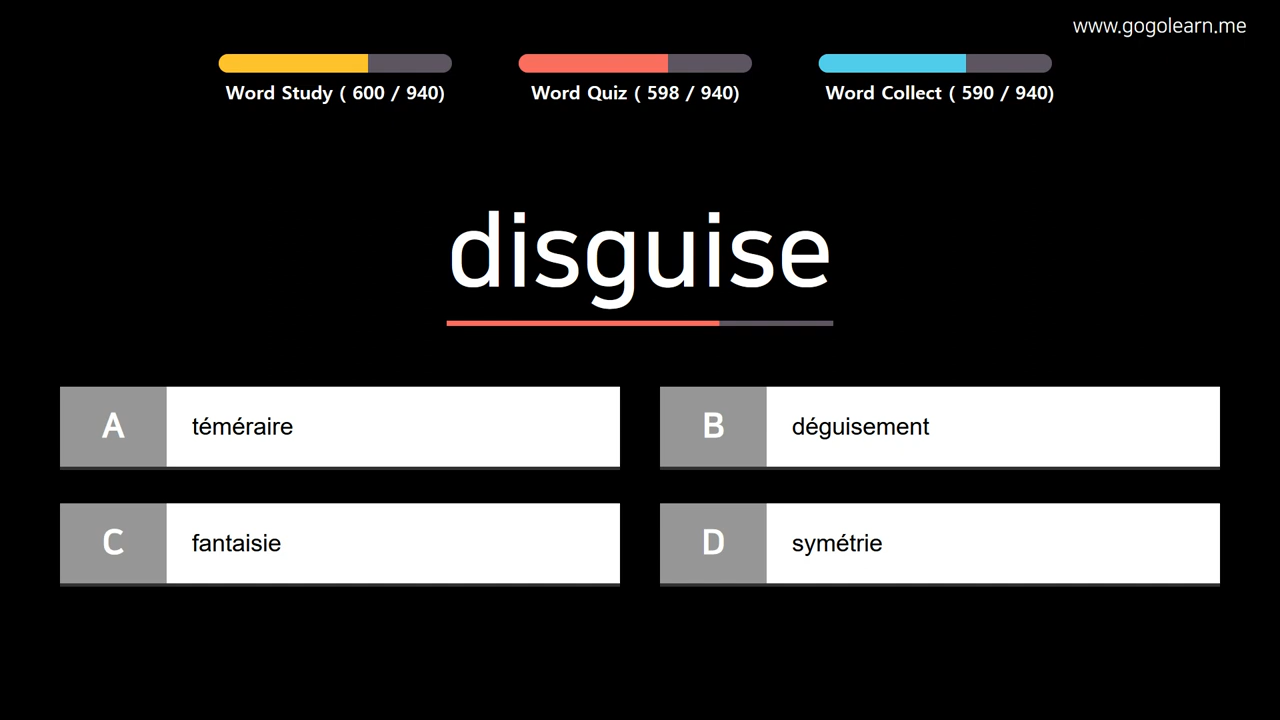 www.gogolearn.me
Word Study ( 600 / 940)
Word Quiz ( 598 / 940)
Word Collect ( 590 / 940)
disguise
A téméraire
B déguisement
C fantaisie
D symétrie